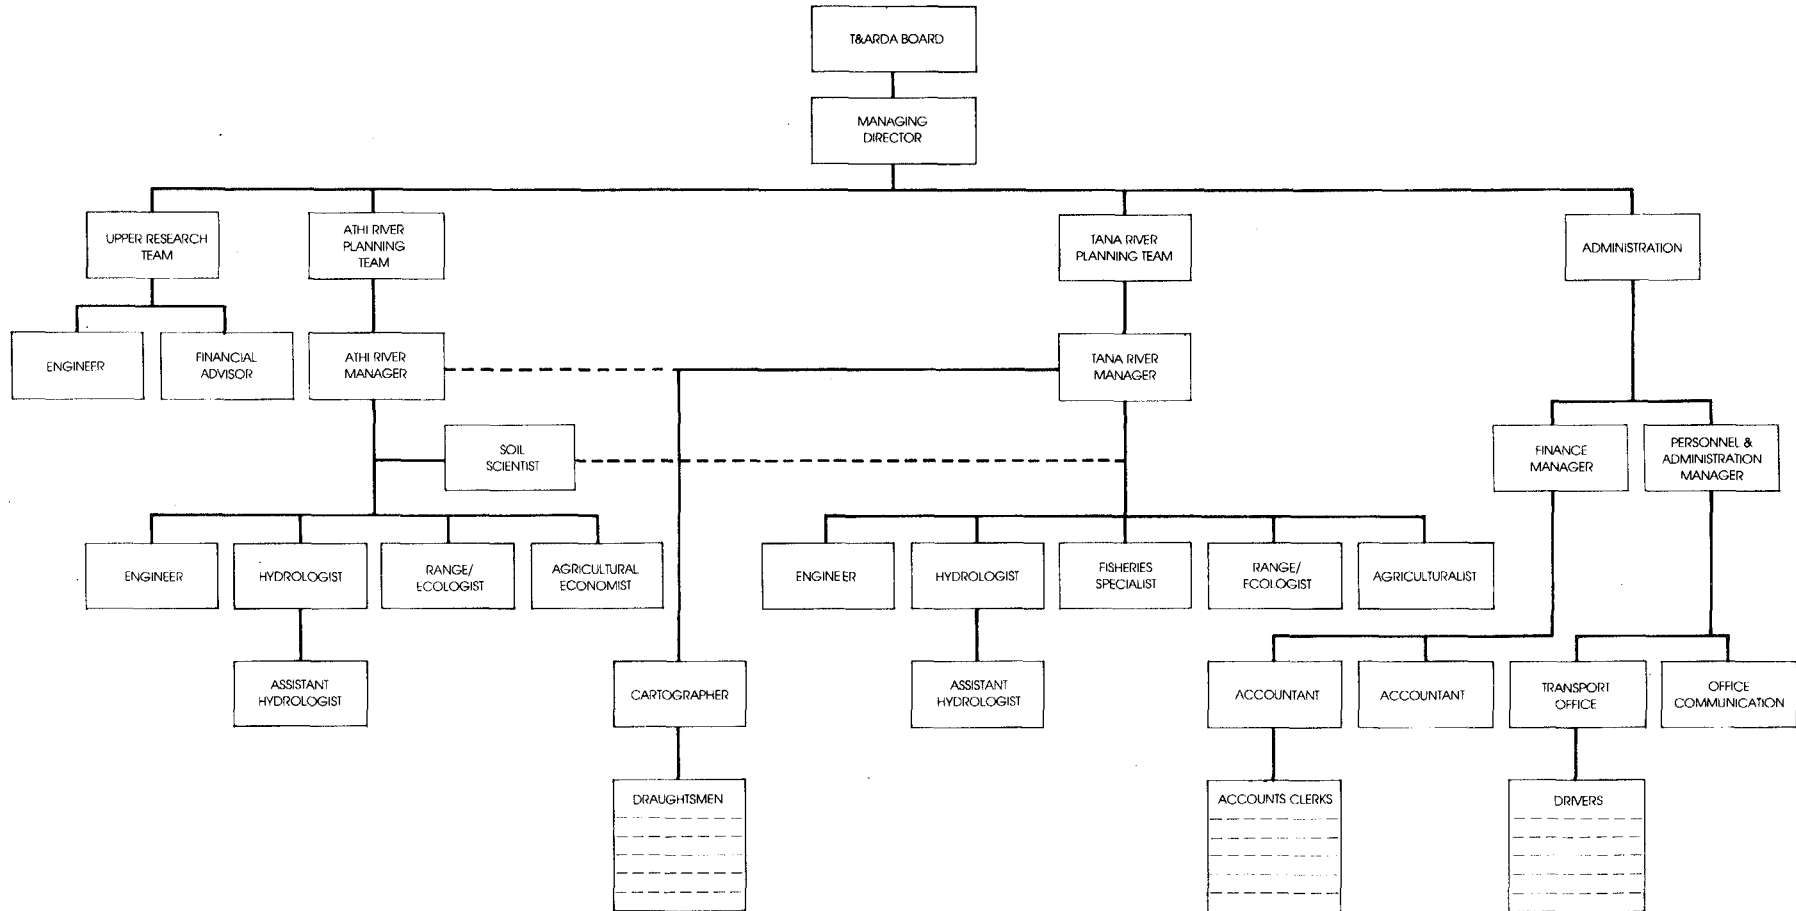 T&ARDA BOARD
MANAGING
DIRECTOR
UPPER RESEARCH
TEAM
ATHI RIVER
PLANNING
TEAM
TANA RIVER
PLANNING TEAM
ADMINISTRATION
ENGINEER
FINANCIAL
ADVISOR
ATHI RIVER
MANAGER
TANA RIVER
MANAGER
SOIL
SCIENTIST
FINANCE
MANAGER
PERSONNEL &
ADMINISTRATION
MANAGER
ENGINEER
HYDROLOGIST
RANGE/
ECOLOGIST
AGRICULTURAL
ECONOMIST
ENGINEER
HYDROLOGIST
FISHERIES
SPECIALIST
RANGE/
ECOLOGIST
AGRICULTURALIST
ASSISTANT
HYDROLOGIST
CARTOGRAPHER
ASSISTANT
HYDROLOGIST
ACCOUNTANT
ACCOUNTANT
TRANSPORT
OFFICE
OFFICE
COMMUNICATION
DRAUGHTSMEN
ACCOUNTS CLERKS
DRIVERS